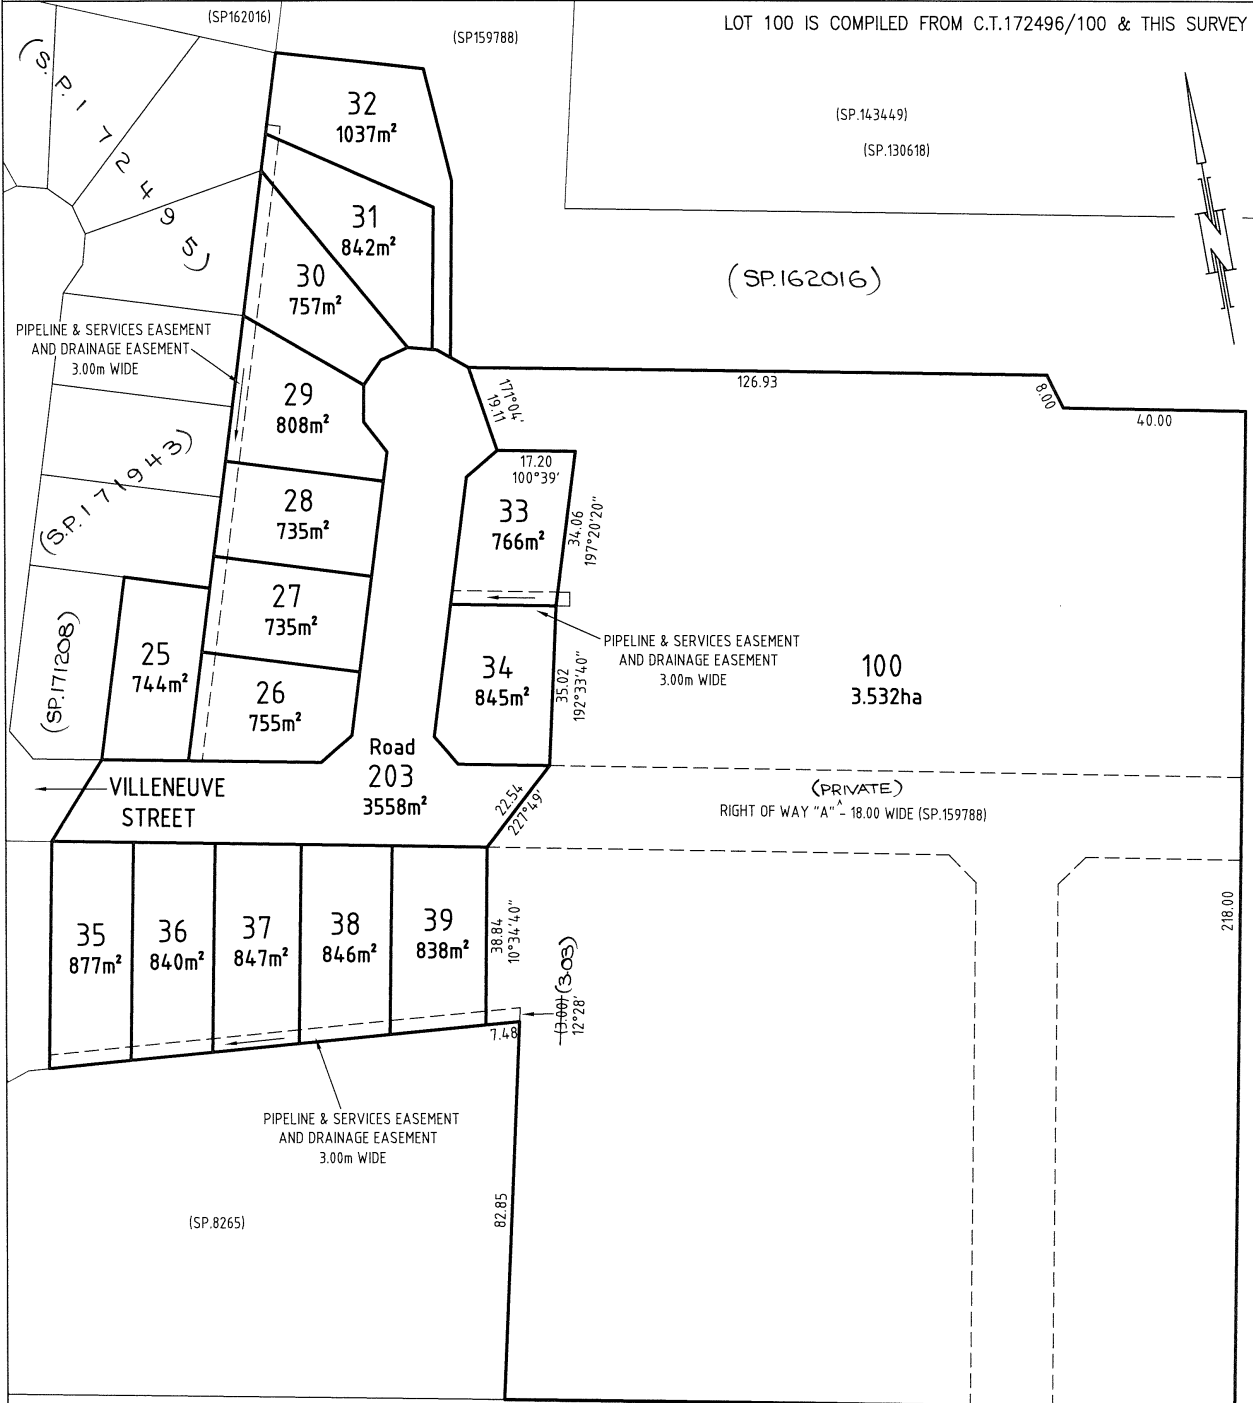 LOT 100 IS COMPILED FROM C.T.172496/100 & THIS SURVEY
(SP162016)
(SP159788)
(SP.143449)
(SP.130618)
(S.P.172495)
32
1037m²
31
842m²
30
757m²
(SP.162016)
PIPELINE & SERVICES EASEMENT
AND DRAINAGE EASEMENT
3.00m WIDE
29
808m²
171°04'
19.11
126.93
8.00
40.00
(S.P.171943)
28
735m²
17.20
100°39'
33
766m²
34.06
197°20'20"
27
735m²
(SP.171208)
25
744m²
26
755m²
34
845m²
35.02
192°33'40"
PIPELINE & SERVICES EASEMENT
AND DRAINAGE EASEMENT
3.00m WIDE
100
3.532ha
Road
203
3558m²
VILLENEUVE
STREET
22.54
227°49'
(PRIVATE)
RIGHT OF WAY "A" ^ - 18.00 WIDE (SP.159788)
35
877m²
36
840m²
37
847m²
38
846m²
39
838m²
38.84
10°34'40"
218.00
(3.00) (3.03)
12°28'
7.48
PIPELINE & SERVICES EASEMENT
AND DRAINAGE EASEMENT
3.00m WIDE
82.85
(SP.8265)